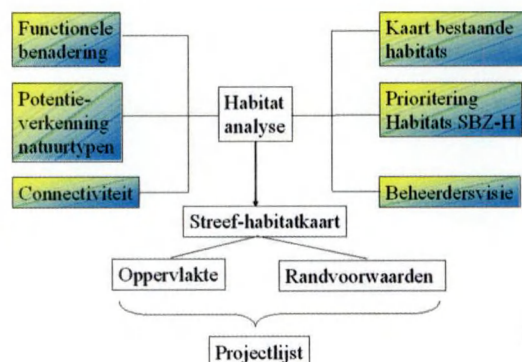 Functionele
benadering
Potentie-
verkenning
natuurtypen
Connectiviteit
Habitat
analyse
Kaart bestaande
habitats
Prioritering
Habitats SBZ-H
Beheerdersvisie
Streef-habitatkaart
Oppervlakte
Randvoorwaarden
Projectlijst